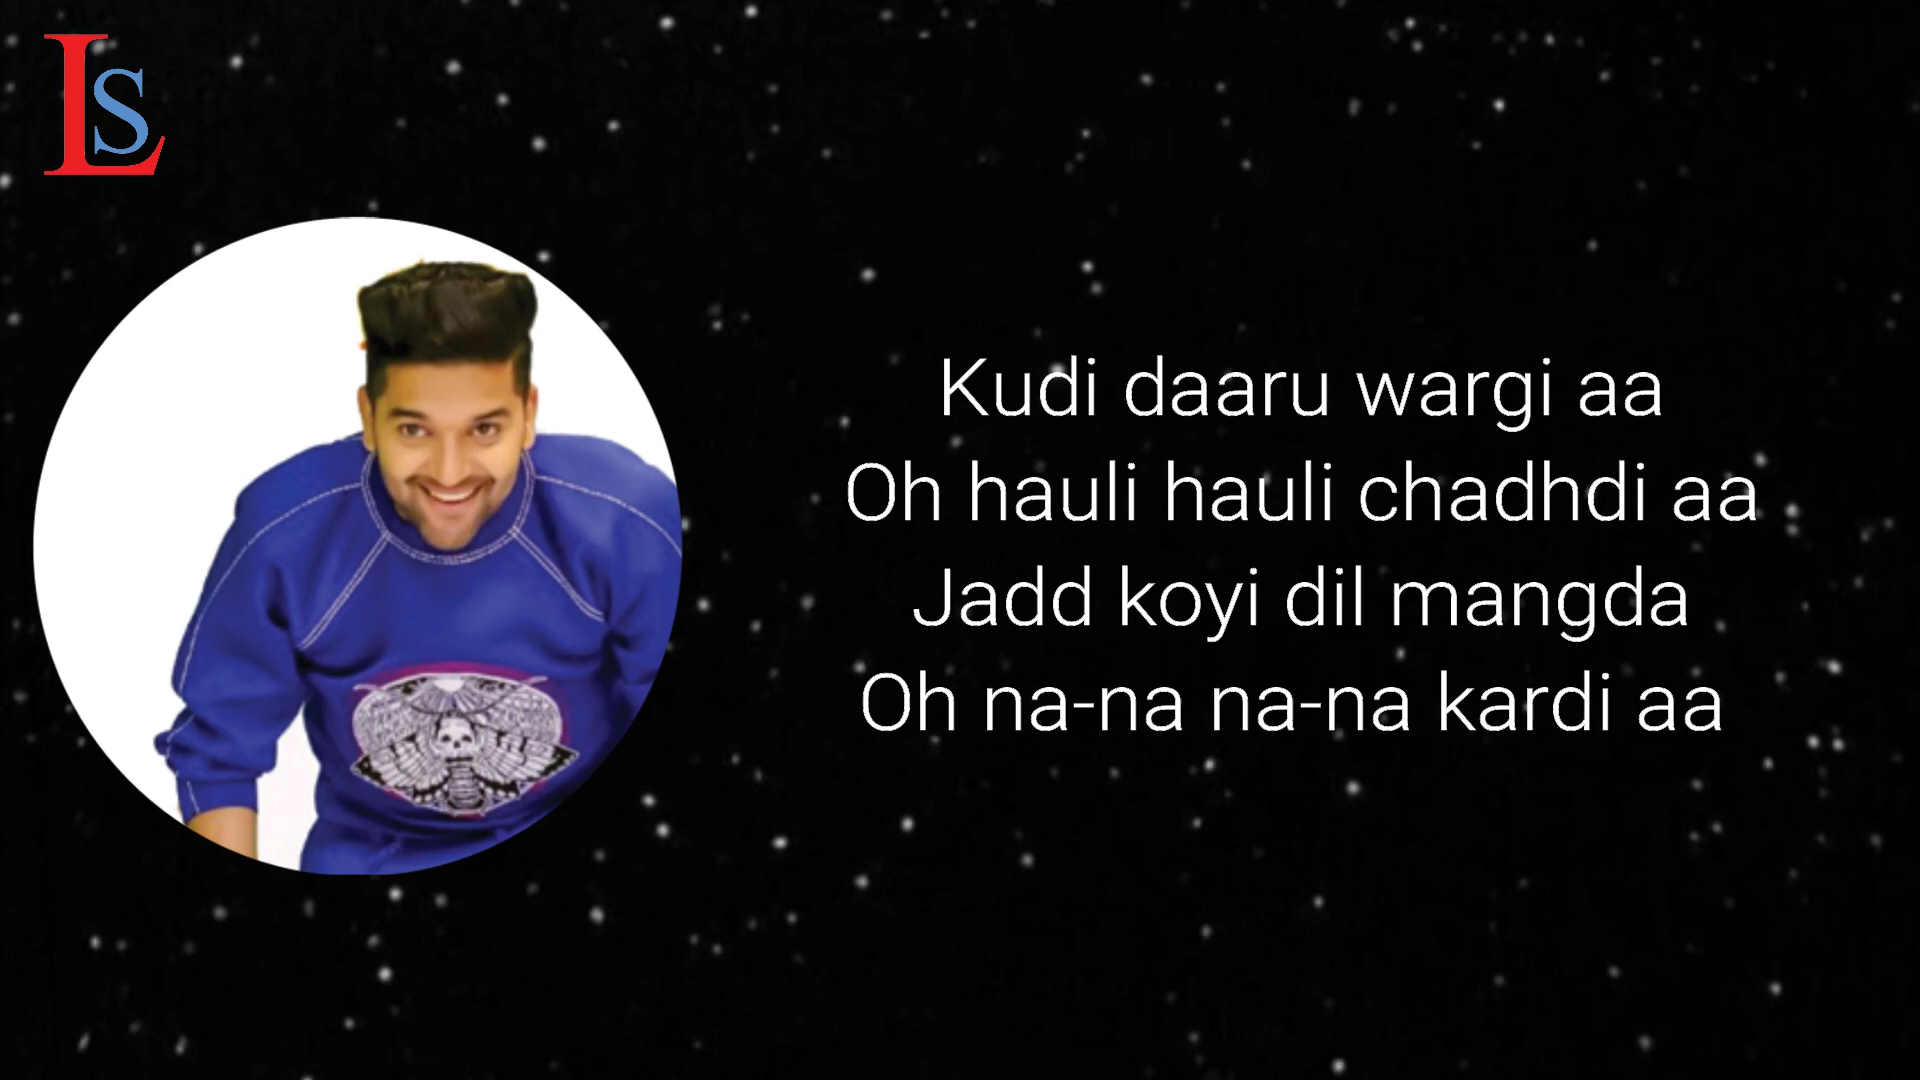 LS
Kudi daaru wargi aa
Oh hauli hauli chadhdi aa
Jadd koyi dil mangda
Oh na-na na-na kardi aa